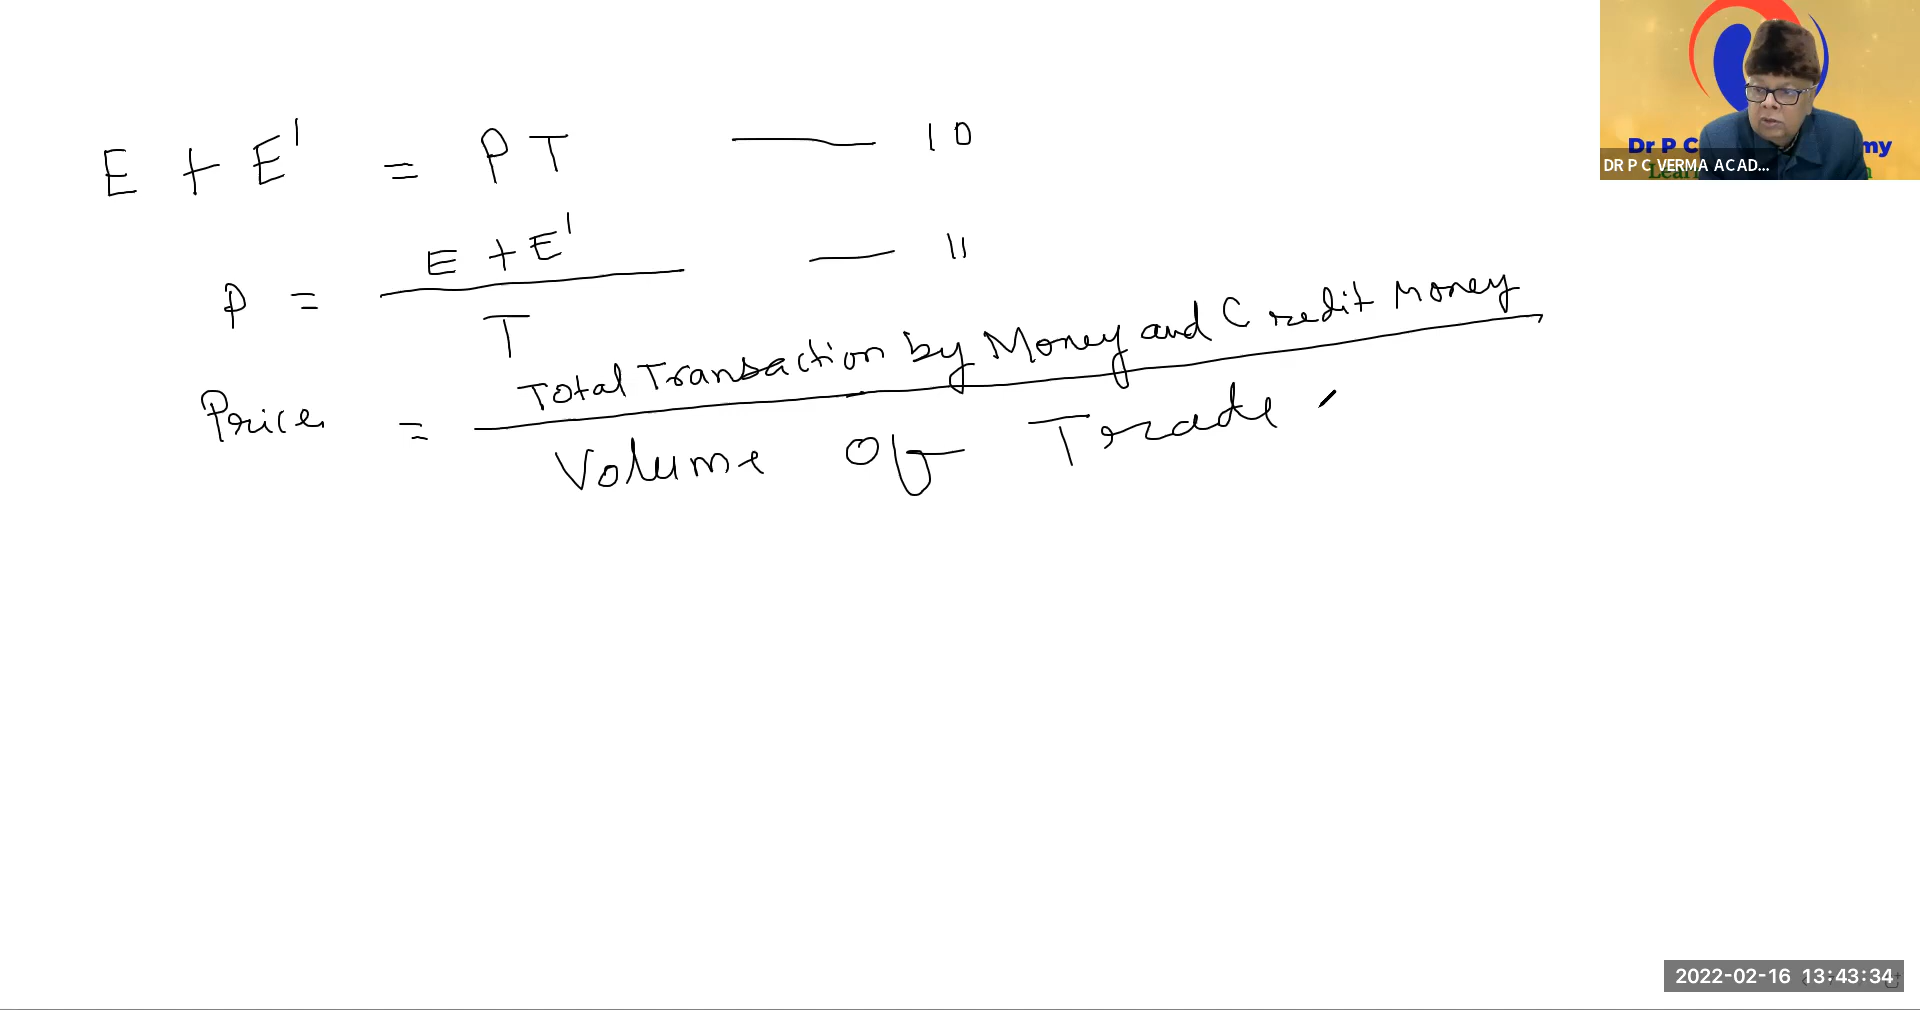 E + E' = PT —— 10
P = E + E' / T —— 11
Price = Total Transaction by Money and Credit Money / Volume Of Trade
Dr P C
my
DR P C VERMA ACAD...
Lear
n
2022-02-16 13:43:34